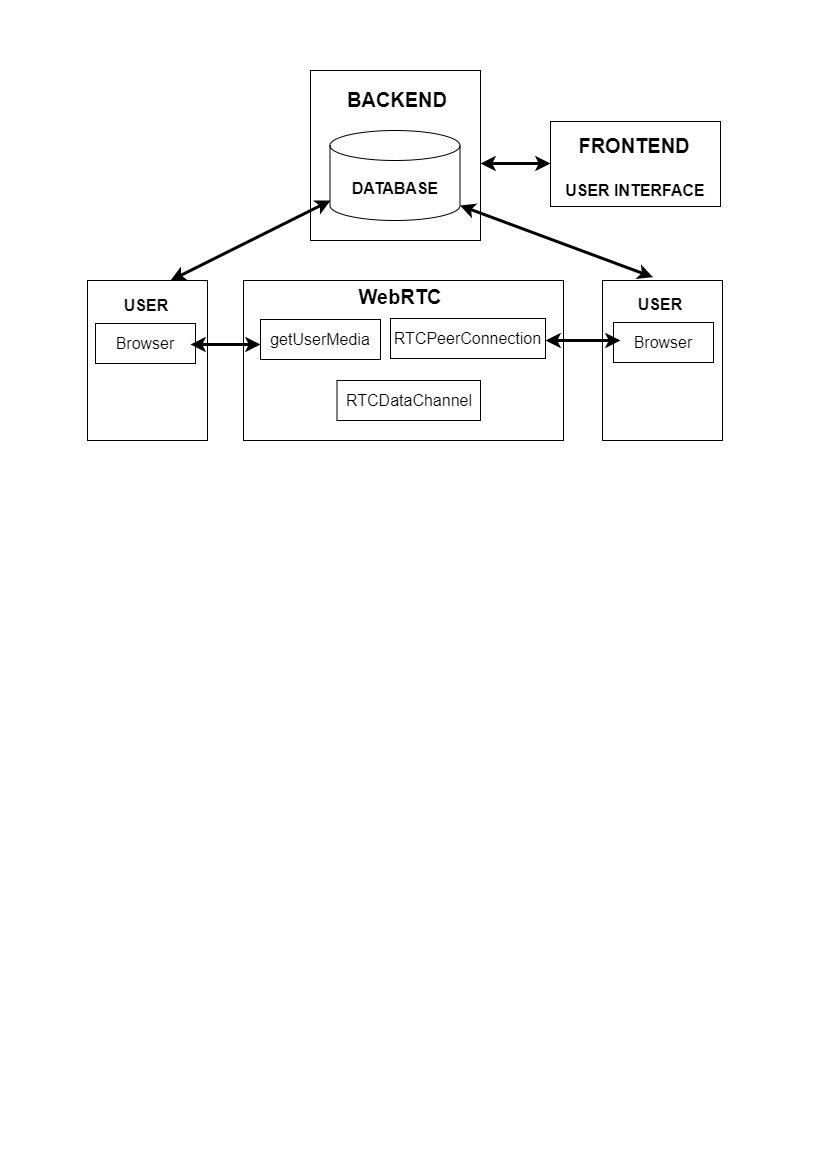 BACKEND
DATABASE
FRONTEND
USER INTERFACE
USER
Browser
WebRTC
getUserMedia
RTCPeerConnection
RTCDataChannel
USER
Browser